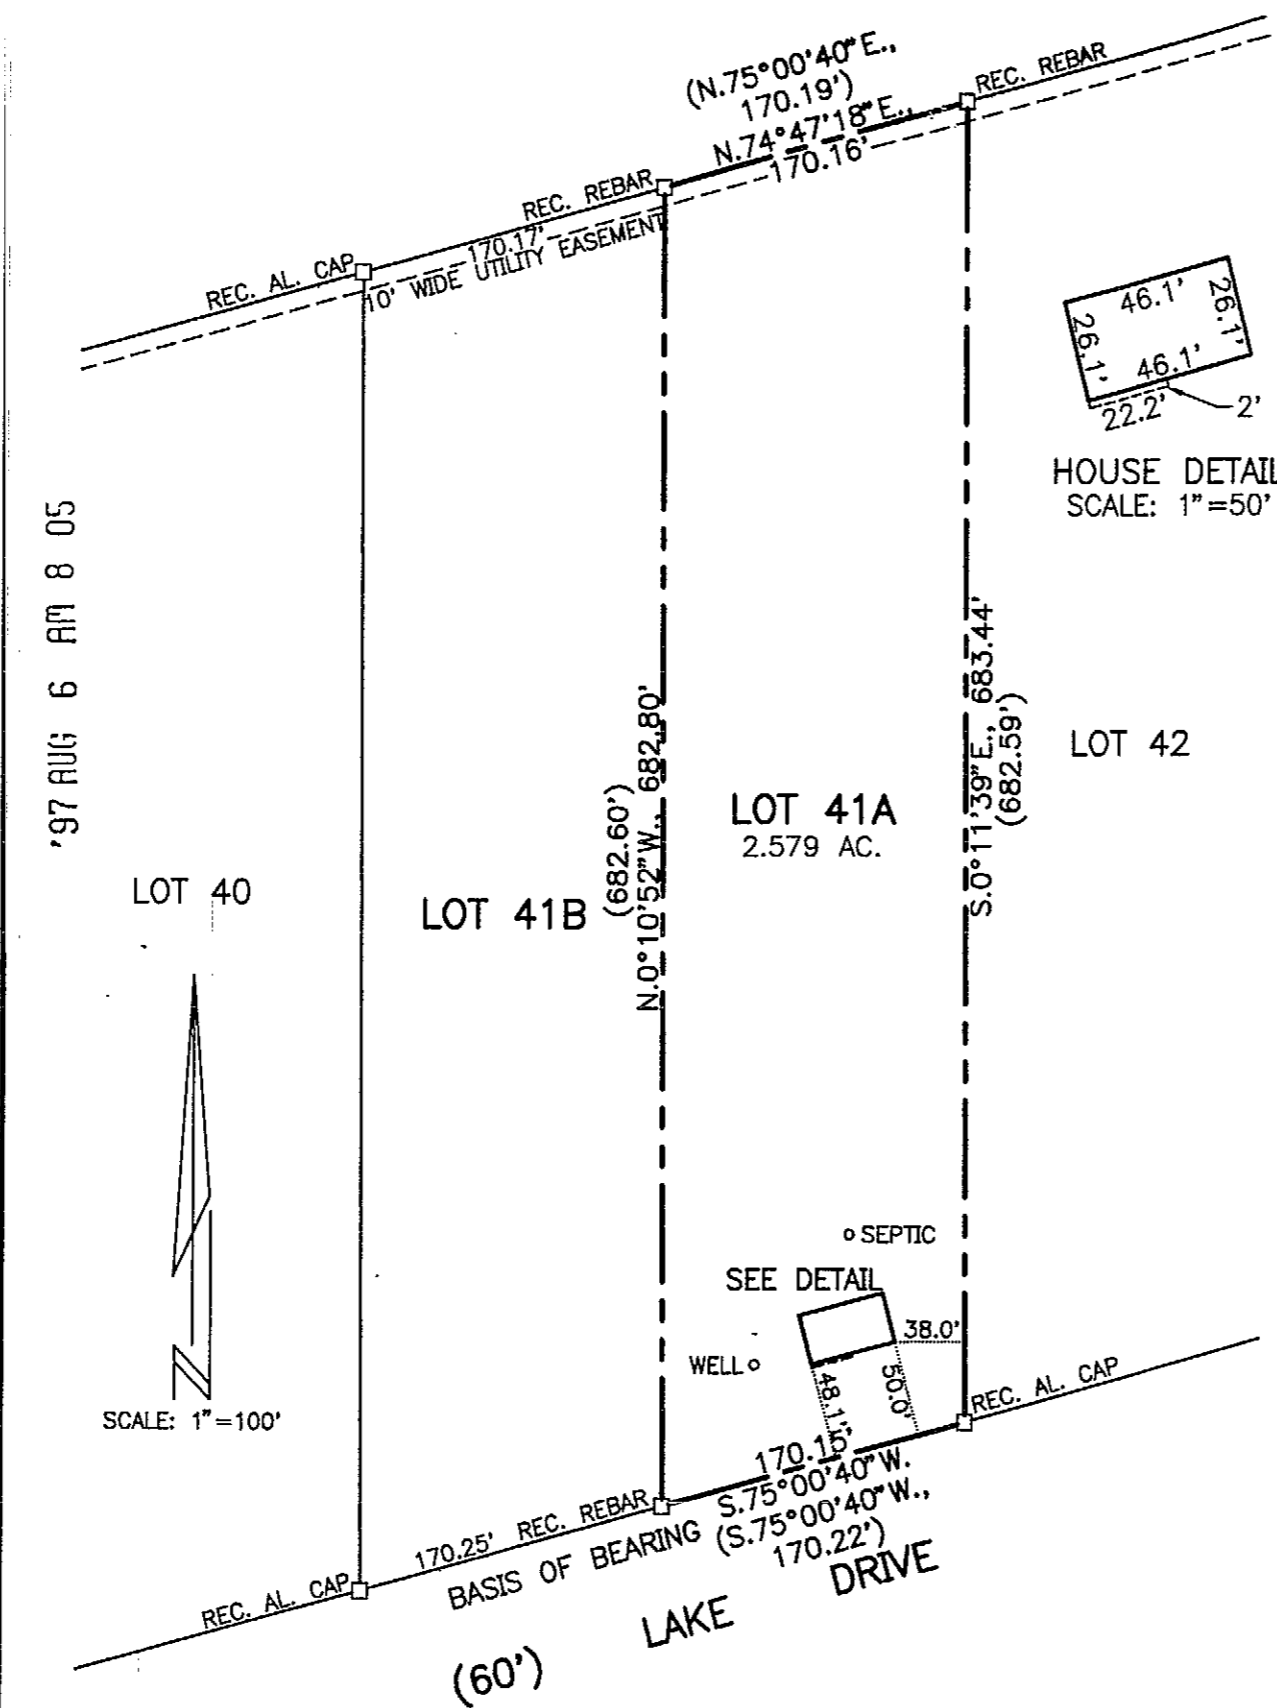 (N.75°00'40"E.,
170.19')
N.74°47'18"E.,
170.16'
REC. REBAR
REC. REBAR
170.17'
REC. AL. CAP
10' WIDE UTILITY EASEMENT
46.1'
26.1'
26.1'
46.1'
22.2'
2'
HOUSE DETAIL
SCALE: 1"=50'
'97 AUG 6 AM 8 05
N.0°10'52"W., 682.80'
(682.60')
S.0°11'39"E., 683.44'
(682.59')
LOT 42
LOT 41A
2.579 AC.
LOT 40
LOT 41B
SEPTIC
SEE DETAIL
38.0'
WELL
48.1'
50.0'
N
SCALE: 1"=100'
REC. AL. CAP
170.15'
S.75°00'40"W.
(S.75°00'40"W.,
170.22')
170.25' REC. REBAR
BASIS OF BEARING
REC. AL. CAP
(60') LAKE DRIVE